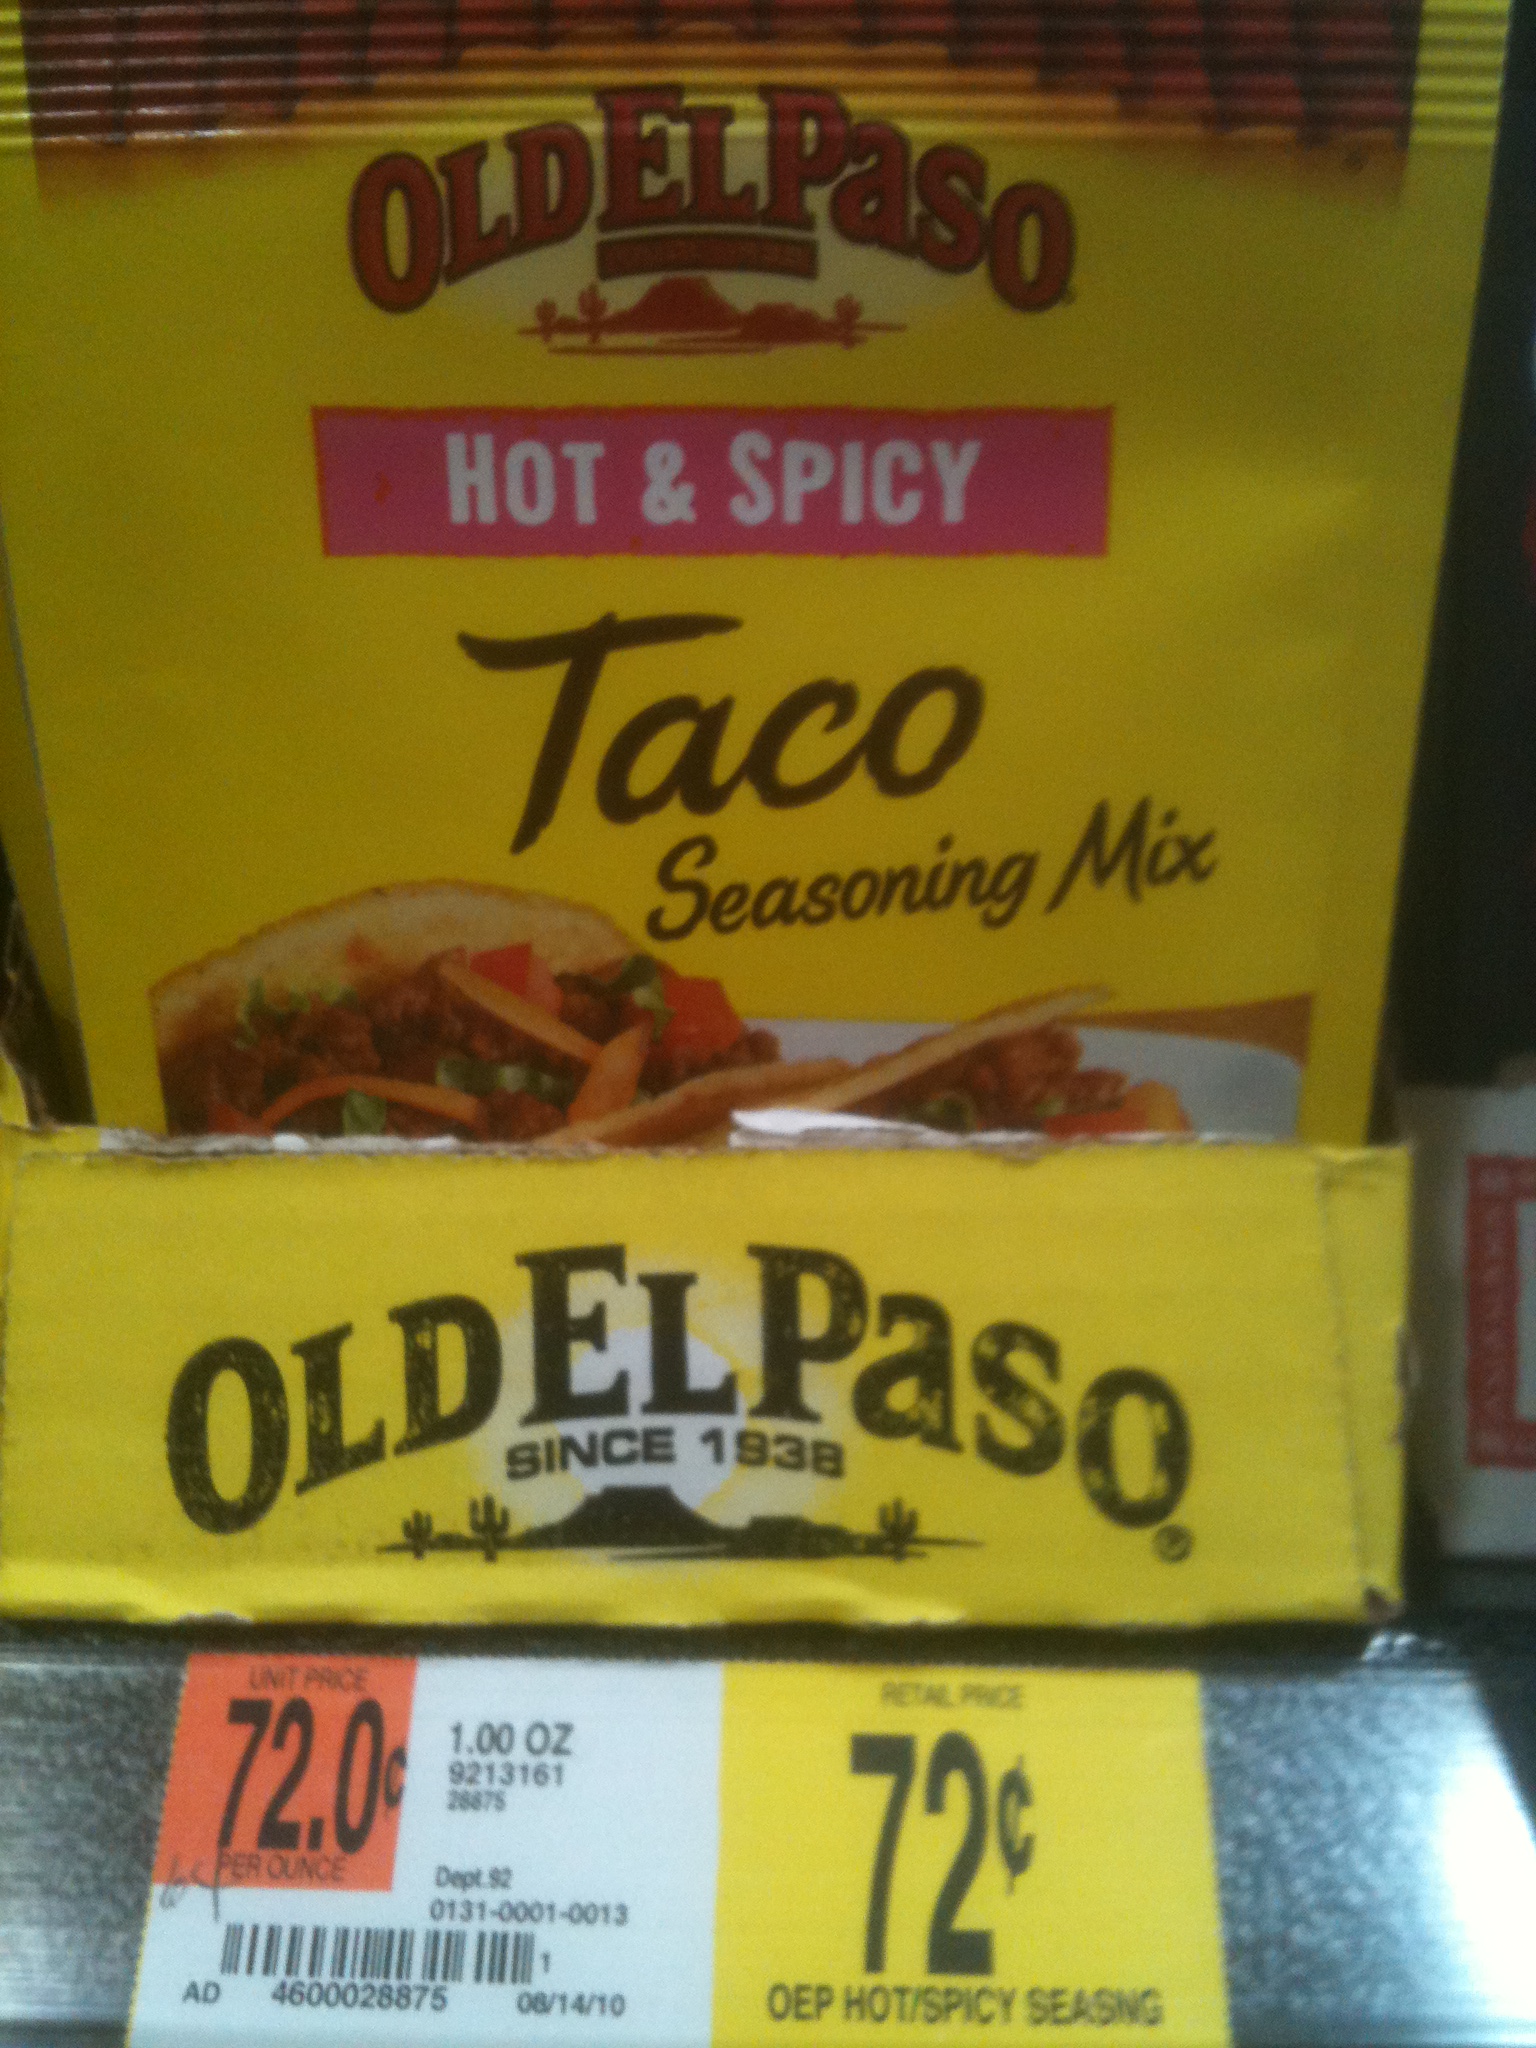 OLD EL PASO
HOT & SPICY
Taco
Seasoning Mix
OLD EL PASO
SINCE 1938
UNIT PRICE
72.0¢
PER OUNCE
1.00 OZ
9213161
28875
Dept.92
0131-0001-0013
1
AD 4600028875 08/14/10
RETAIL PRICE
72¢
OEP HOT/SPICY SEASNG